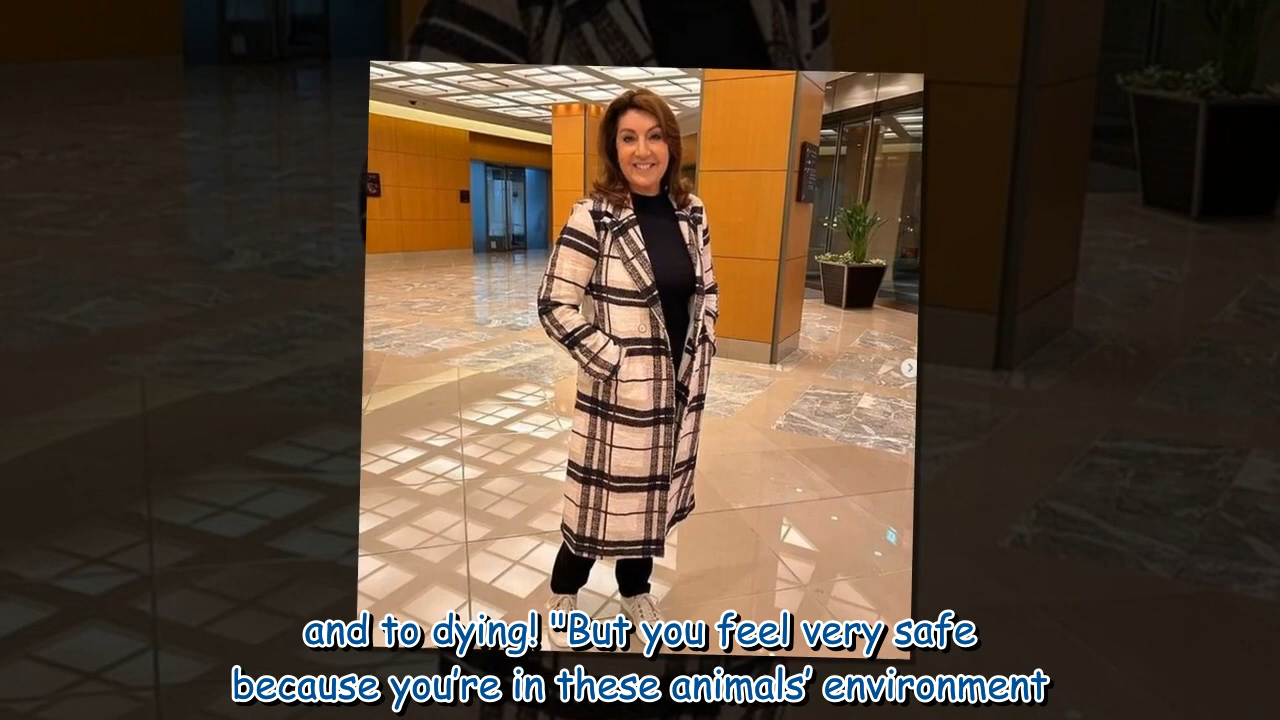 and to dying! "But you feel very safe
because you’re in these animals’ environment